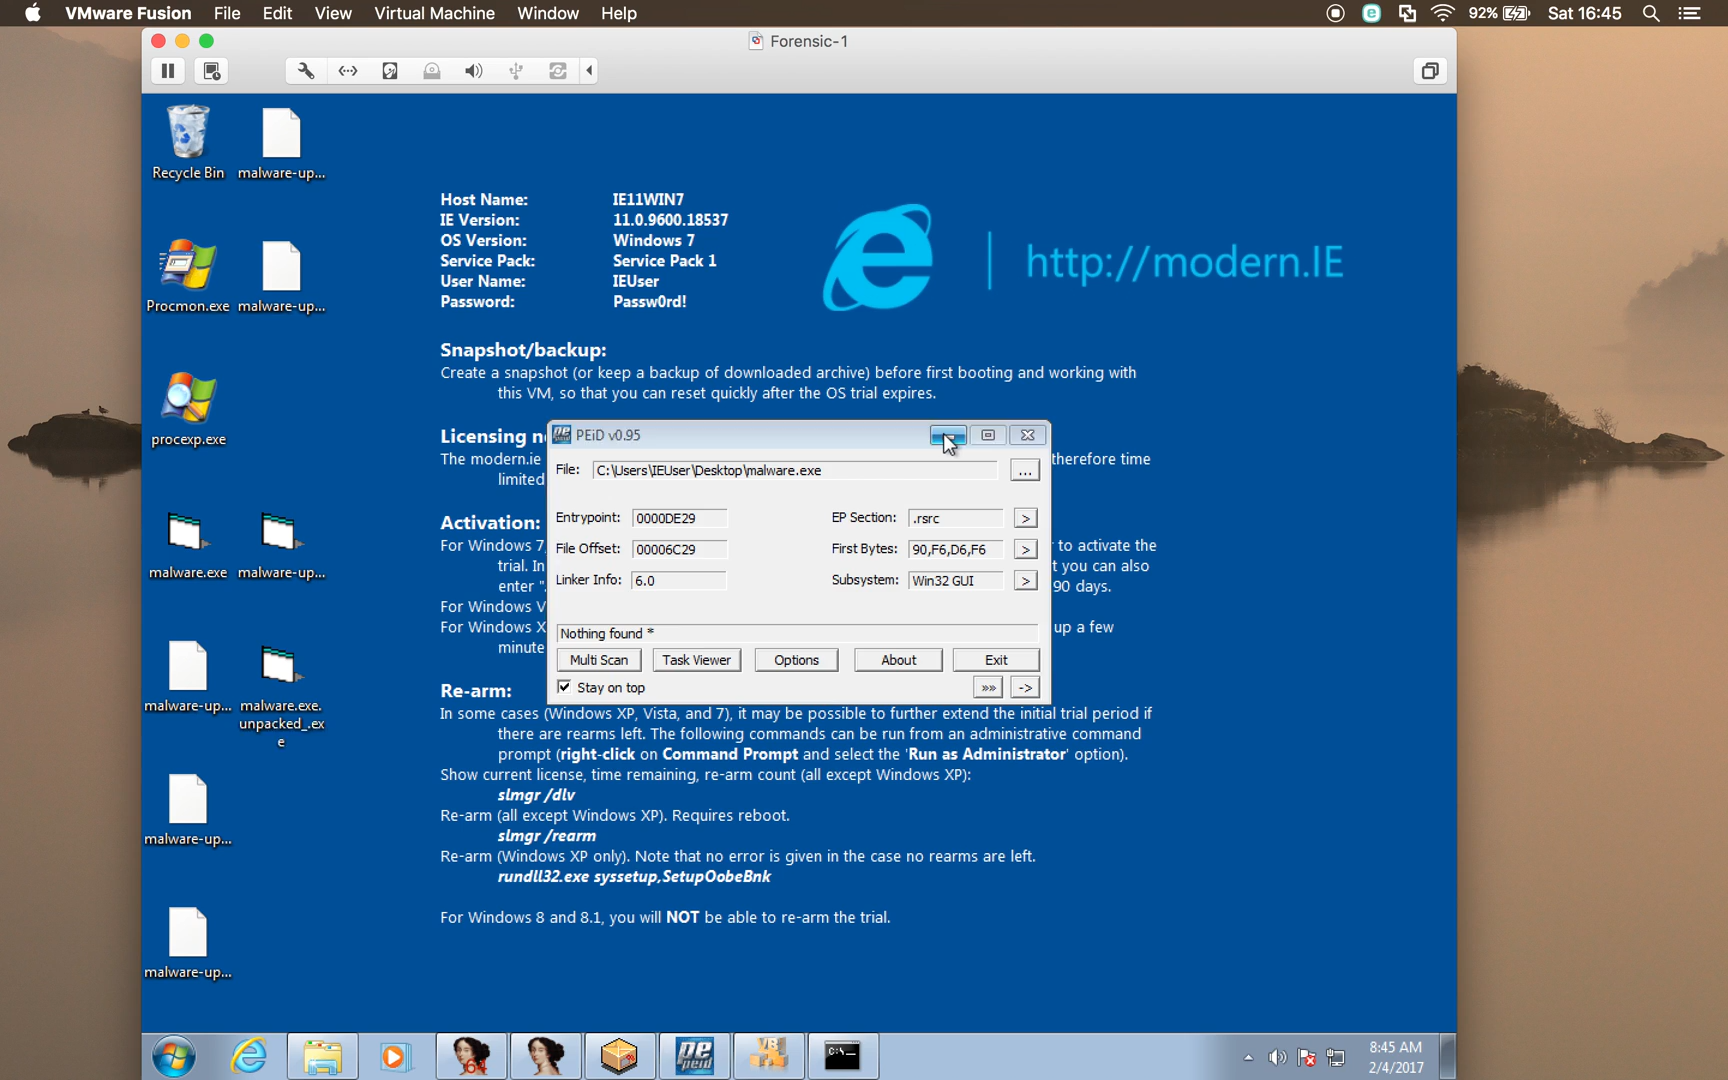 VMware Fusion File Edit View Virtual Machine Window Help 92% Sat 16:45
Forensic-1
Recycle Bin
malware-up...
Procmon.exe
malware-up...
procexp.exe
malware.exe
malware-up...
malware-up...
malware.exe.
unpacked_.ex
e
malware-up...
malware-up...
Host Name: IE11WIN7
IE Version: 11.0.9600.18537
OS Version: Windows 7
Service Pack: Service Pack 1
User Name: IEUser
Password: Passw0rd!
http://modern.IE
Snapshot/backup:
Create a snapshot (or keep a backup of downloaded archive) before first booting and working with
this VM, so that you can reset quickly after the OS trial expires.
Licensing n
The modern.ie therefore time
limited
Activation:
For Windows 7, to activate the
trial. In t you can also
enter " 90 days.
For Windows V
For Windows X up a few
minute
PEiD v0.95
File: C:\Users\IEUser\Desktop\malware.exe ...
Entrypoint: 0000DE29 EP Section: .rsrc >
File Offset: 00006C29 First Bytes: 90,F6,D6,F6 >
Linker Info: 6.0 Subsystem: Win32 GUI >
Nothing found *
Multi Scan Task Viewer Options About Exit
Stay on top »» ->
Re-arm:
In some cases (Windows XP, Vista, and 7), it may be possible to further extend the initial trial period if
there are rearms left. The following commands can be run from an administrative command
prompt (right-click on Command Prompt and select the 'Run as Administrator' option).
Show current license, time remaining, re-arm count (all except Windows XP):
slmgr /dlv
Re-arm (all except Windows XP). Requires reboot.
slmgr /rearm
Re-arm (Windows XP only). Note that no error is given in the case no rearms are left.
rundll32.exe syssetup,SetupOobeBnk
For Windows 8 and 8.1, you will NOT be able to re-arm the trial.
64
PE
PEiD
VB
C:\
8:45 AM
2/4/2017